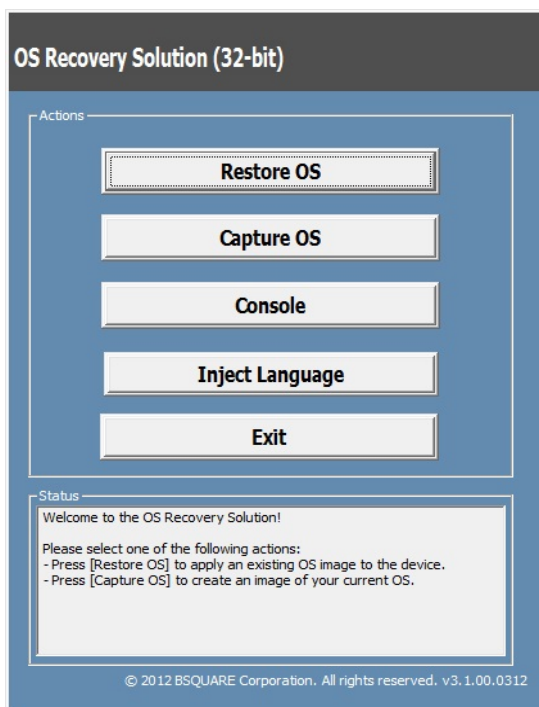 OS Recovery Solution (32-bit)
Actions
Restore OS
Capture OS
Console
Inject Language
Exit
Status
Welcome to the OS Recovery Solution!
Please select one of the following actions:
- Press [Restore OS] to apply an existing OS image to the device.
- Press [Capture OS] to create an image of your current OS.
© 2012 BSQUARE Corporation. All rights reserved. v3.1.00.0312